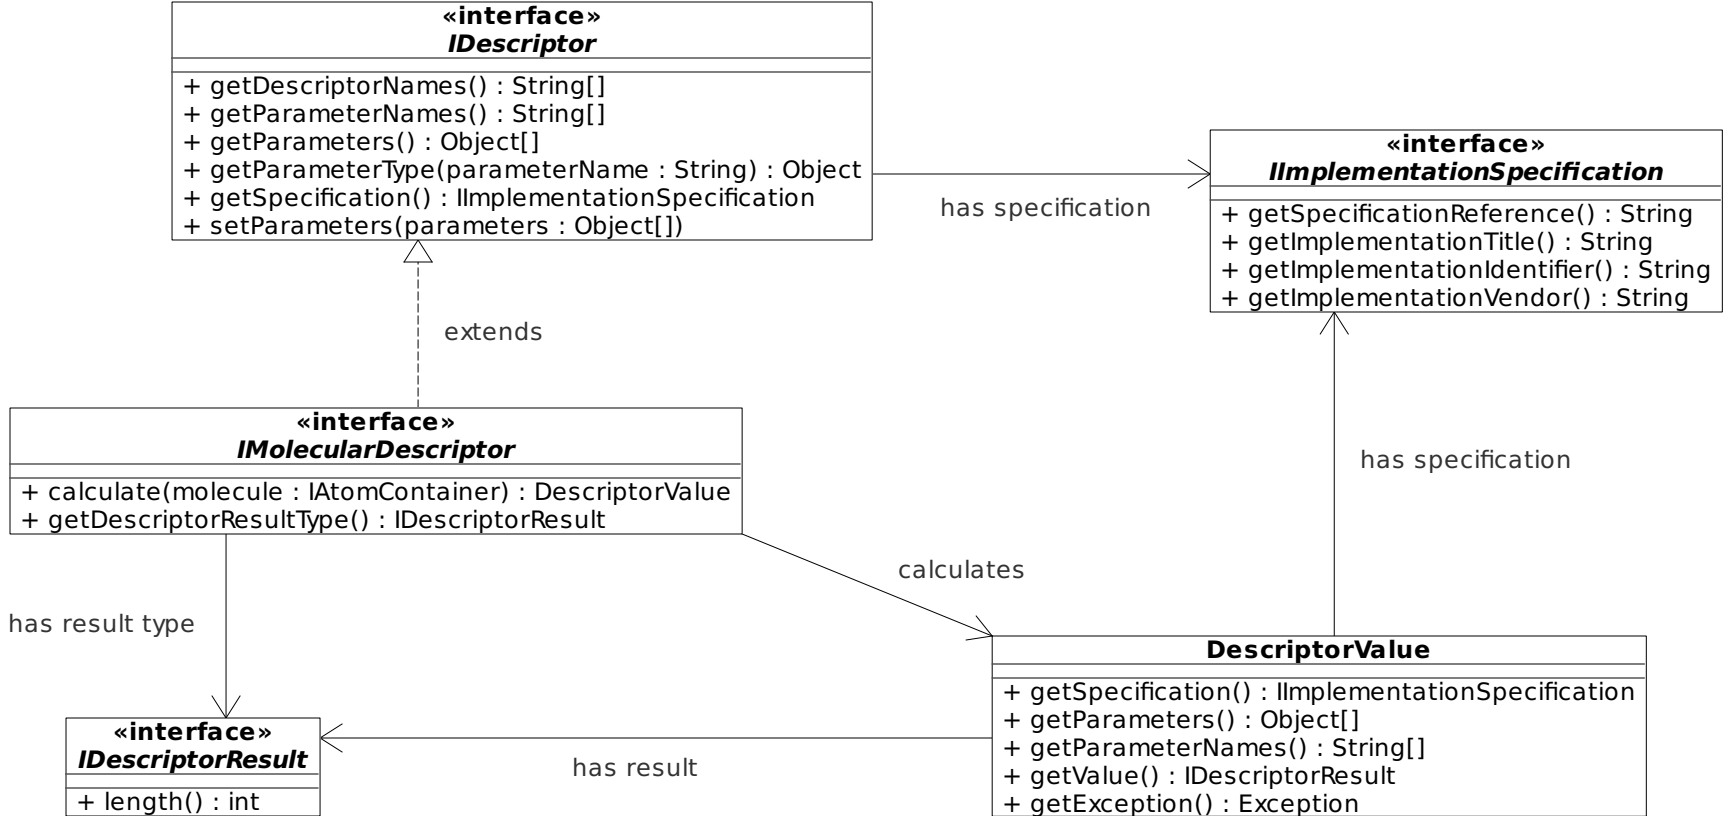 «interface»
IDescriptor
+ getDescriptorNames() : String[]
+ getParameterNames() : String[]
+ getParameters() : Object[]
+ getParameterType(parameterName : String) : Object
+ getSpecification() : IImplementationSpecification
+ setParameters(parameters : Object[])
has specification
«interface»
IImplementationSpecification
+ getSpecificationReference() : String
+ getImplementationTitle() : String
+ getImplementationIdentifier() : String
+ getImplementationVendor() : String
extends
«interface»
IMolecularDescriptor
+ calculate(molecule : IAtomContainer) : DescriptorValue
+ getDescriptorResultType() : IDescriptorResult
has specification
calculates
has result type
«interface»
IDescriptorResult
+ length() : int
has result
DescriptorValue
+ getSpecification() : IImplementationSpecification
+ getParameters() : Object[]
+ getParameterNames() : String[]
+ getValue() : IDescriptorResult
+ getException() : Exception